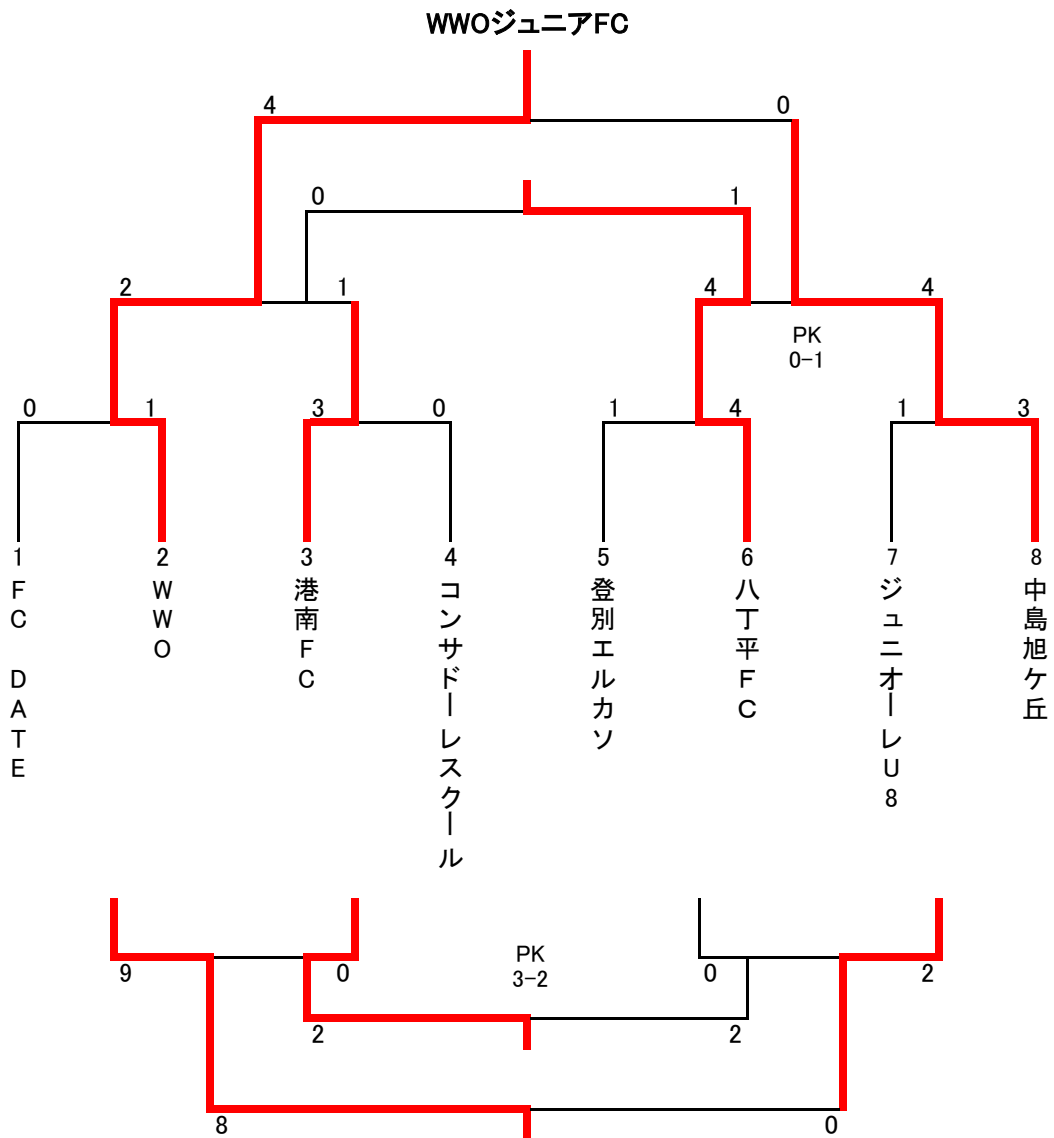 WWOジュニアFC
4 0
0 1
2 1 4 4
PK
0-1
0 1 3 0 1 4 1 3
1 2 3 4 5 6 7 8
FC DATE
WWO
港南FC
コンサドーレスクール
登別エルカソ
八丁平FC
ジュニオーレU8
中島旭ケ丘
PK
3-2
9 0 0 2
2 2
8 0